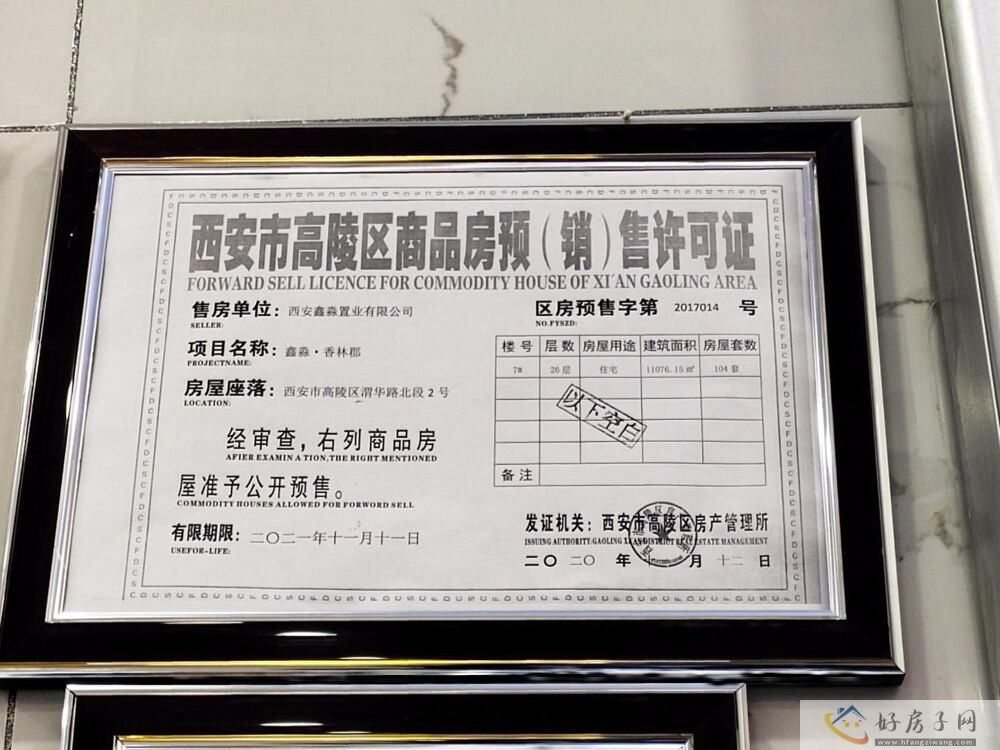 西安市高陵区商品房预（销）售许可证
FORWARD SELL LICENCE FOR COMMODITY HOUSE OF XI'AN GAOLING AREA
售房单位：西安鑫淼置业有限公司
SELLER:
区房预售字第 2017014 号
NO.FYSZD:
项目名称：鑫淼·香林郡
PROJECTNAME:
房屋座落：西安市高陵区渭华路北段2号
LOCATION:
楼号 层数 房屋用途 建筑面积 房屋套数
7# 26层 住宅 11076.15㎡ 104套
以下空白
备注
经审查，右列商品房
AFIER EXAMIN A TION,THE RIGHT MENTIONED
屋准予公开预售。
COMMODITY HOUSES ALLOWED FOR FORWORD SELL
有限期限：二〇二一年十一月十一日
USEFOR-LIFE:
发证机关：西安市高陵区房产管理所
ISSUING AUTHORITY:GAOLING XI'AN DISTRICT REAL ESTATE MANAGEMENT
二〇二〇 年 月 十二 日
好房子网
www.hfangziwang.com